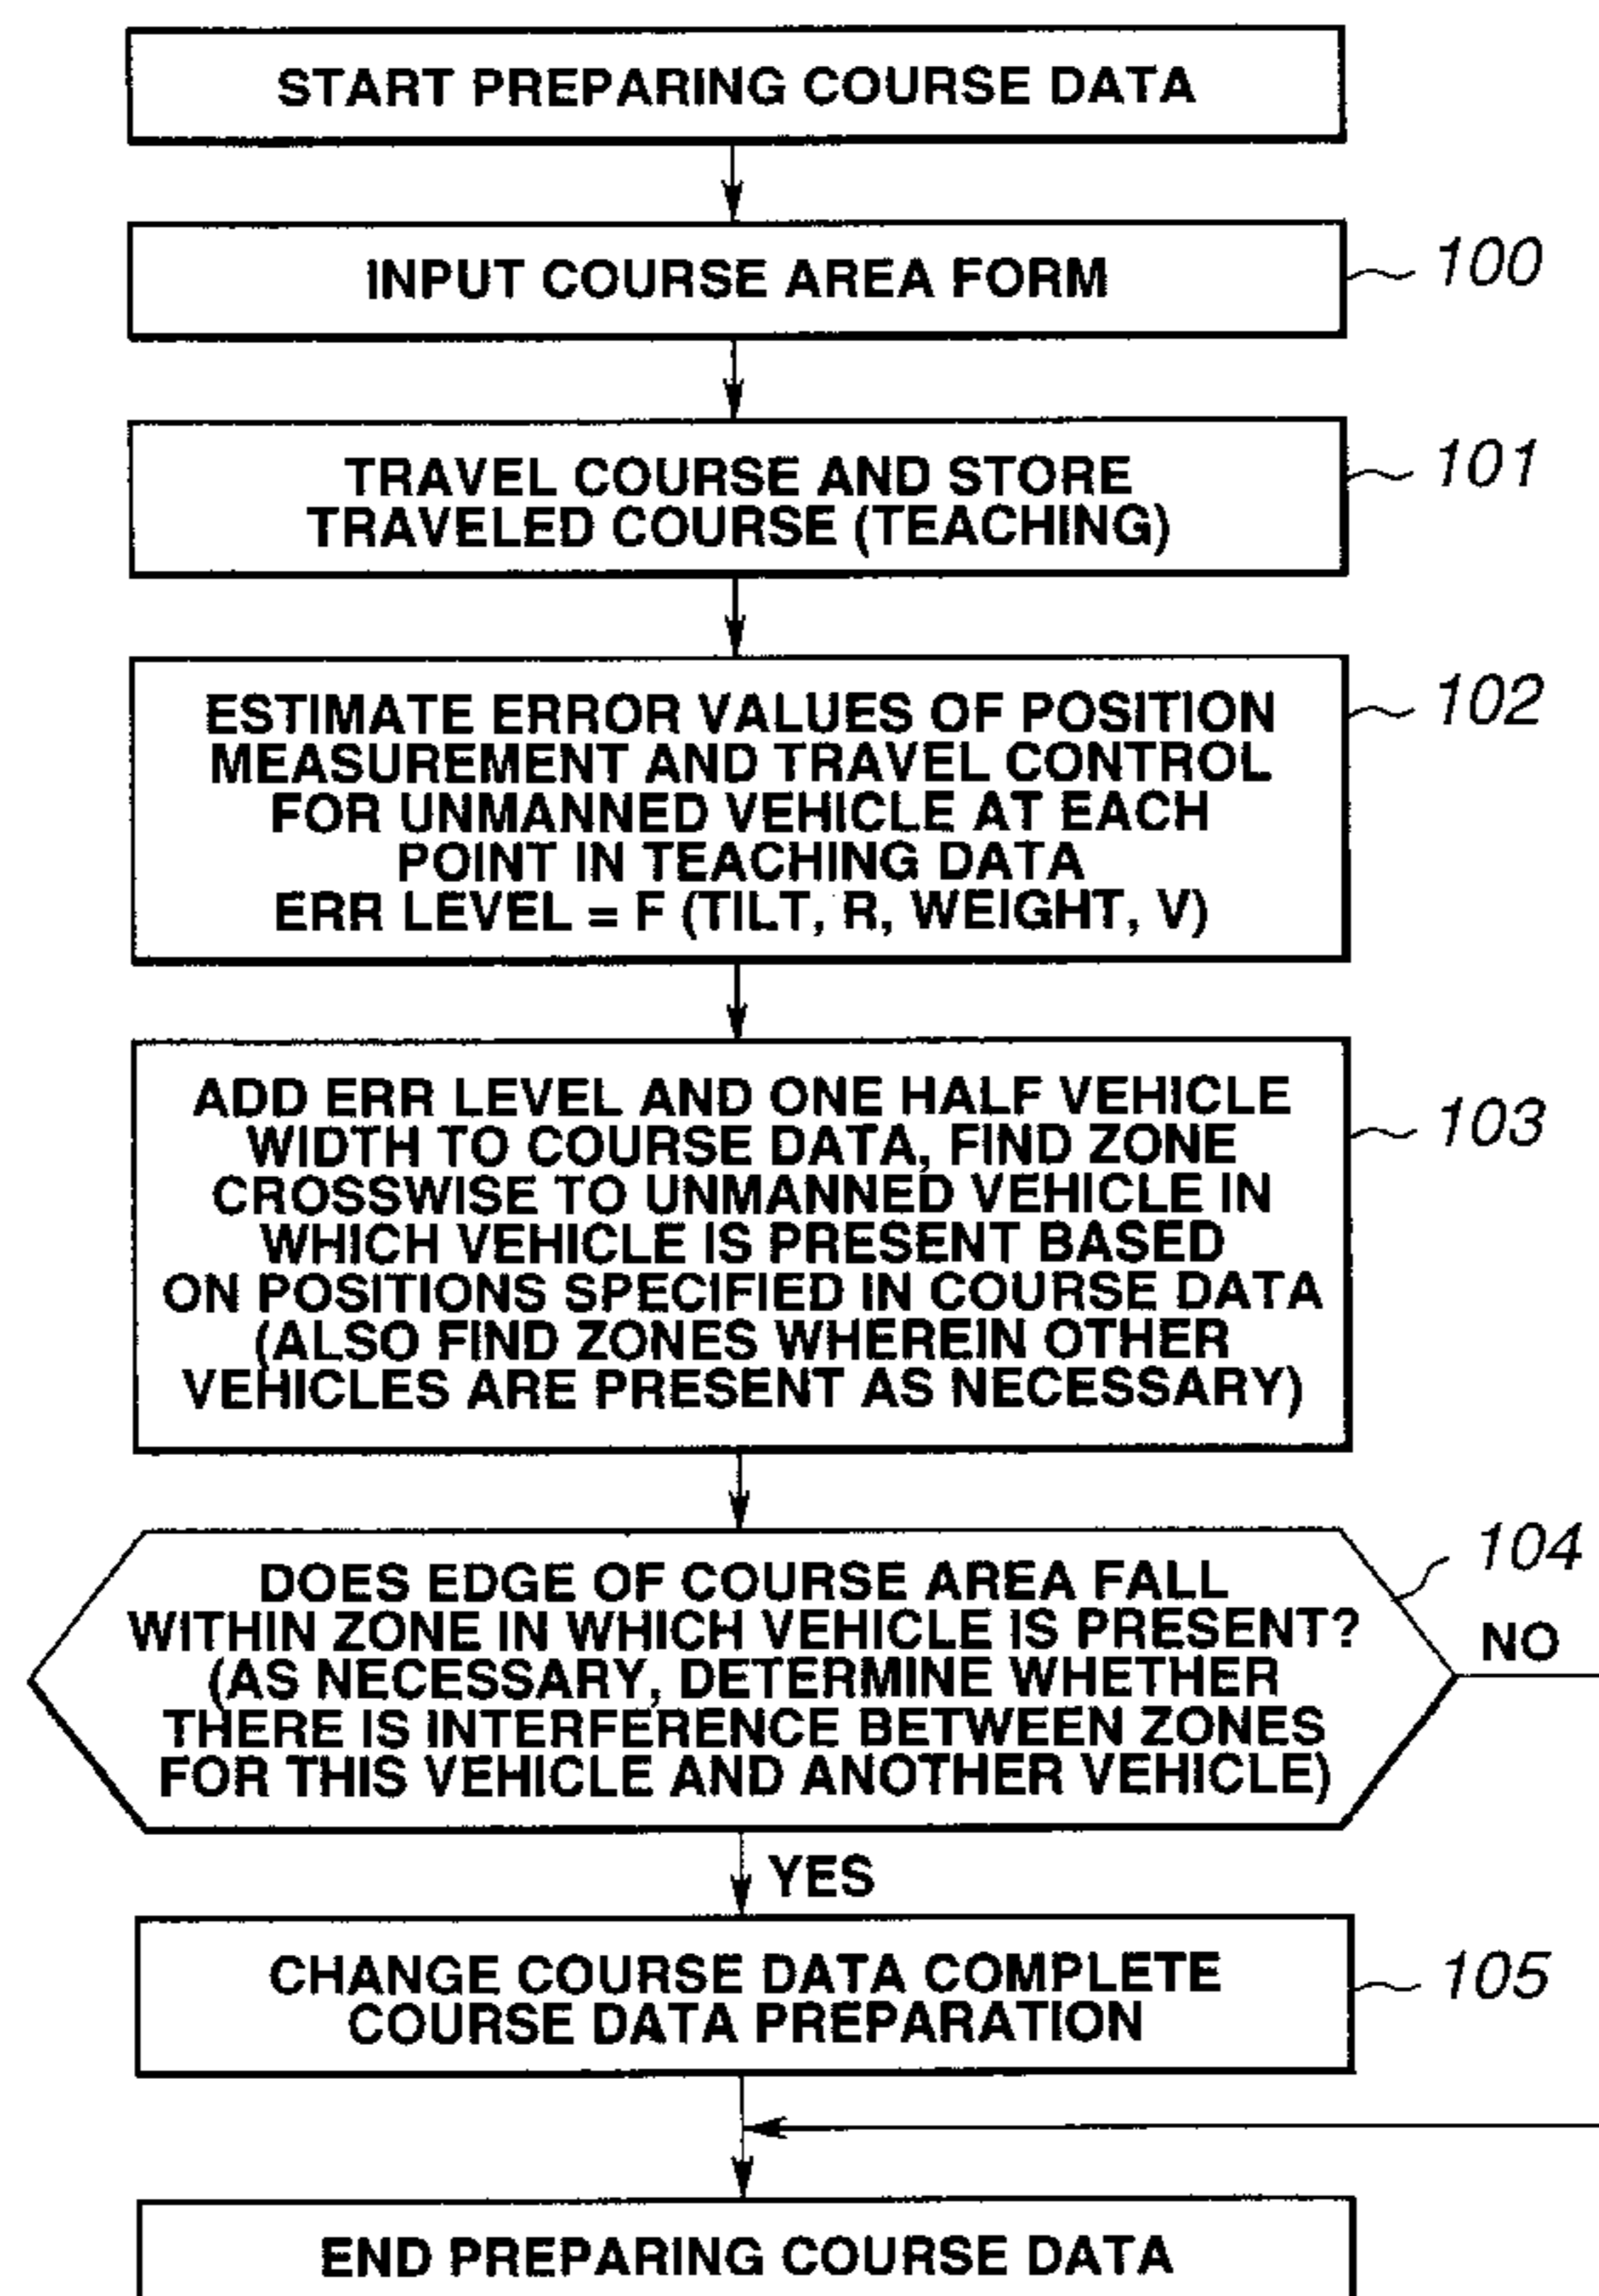 START PREPARING COURSE DATA
INPUT COURSE AREA FORM
100
TRAVEL COURSE AND STORE
TRAVELED COURSE (TEACHING)
101
ESTIMATE ERROR VALUES OF POSITION
MEASUREMENT AND TRAVEL CONTROL
FOR UNMANNED VEHICLE AT EACH
POINT IN TEACHING DATA
ERR LEVEL = F (TILT, R, WEIGHT, V)
102
ADD ERR LEVEL AND ONE HALF VEHICLE
WIDTH TO COURSE DATA, FIND ZONE
CROSSWISE TO UNMANNED VEHICLE IN
WHICH VEHICLE IS PRESENT BASED
ON POSITIONS SPECIFIED IN COURSE DATA
(ALSO FIND ZONES WHEREIN OTHER
VEHICLES ARE PRESENT AS NECESSARY)
103
DOES EDGE OF COURSE AREA FALL
WITHIN ZONE IN WHICH VEHICLE IS PRESENT?
(AS NECESSARY, DETERMINE WHETHER
THERE IS INTERFERENCE BETWEEN ZONES
FOR THIS VEHICLE AND ANOTHER VEHICLE)
104
NO
YES
CHANGE COURSE DATA COMPLETE
COURSE DATA PREPARATION
105
END PREPARING COURSE DATA